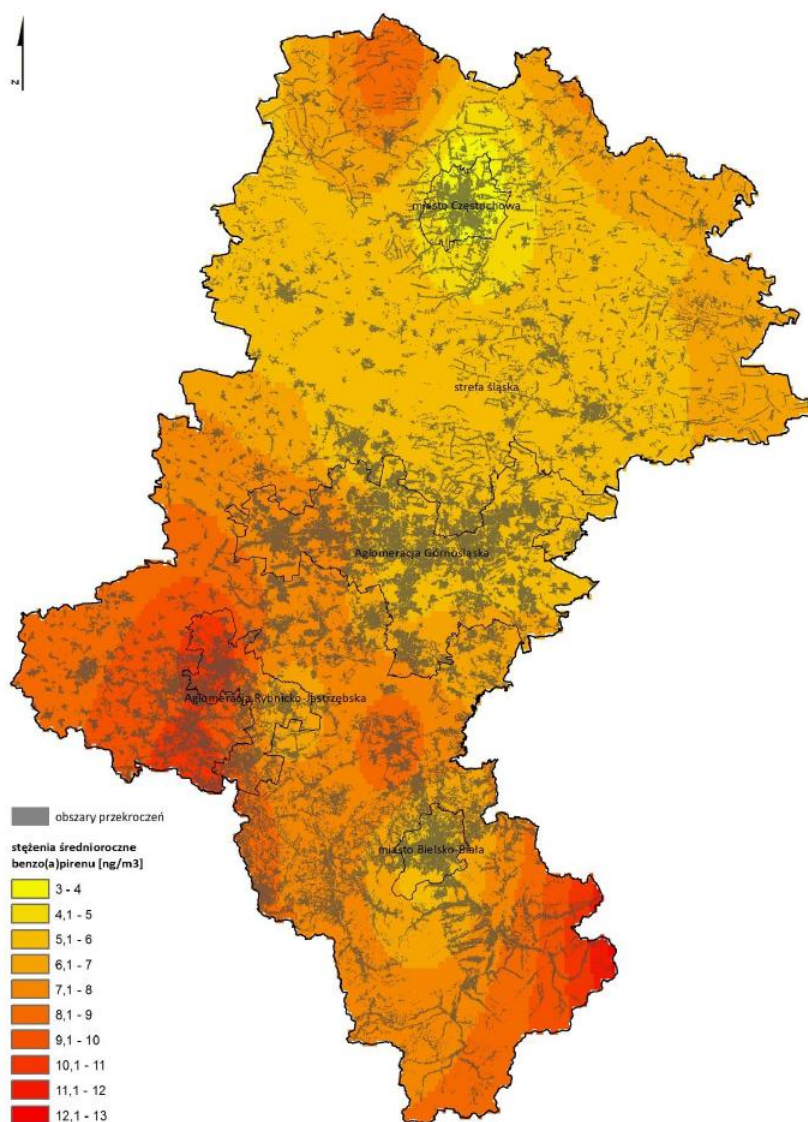 z
miasto Częstochowa
strefa śląska
Aglomeracja Górnośląska
Aglomeracja Rybnicko-Jastrzębska
miasto Bielsko-Biała
obszary przekroczeń
stężenia średnioroczne
benzo(a)pirenu [ng/m3]
3 - 4
4,1 - 5
5,1 - 6
6,1 - 7
7,1 - 8
8,1 - 9
9,1 - 10
10,1 - 11
11,1 - 12
12,1 - 13